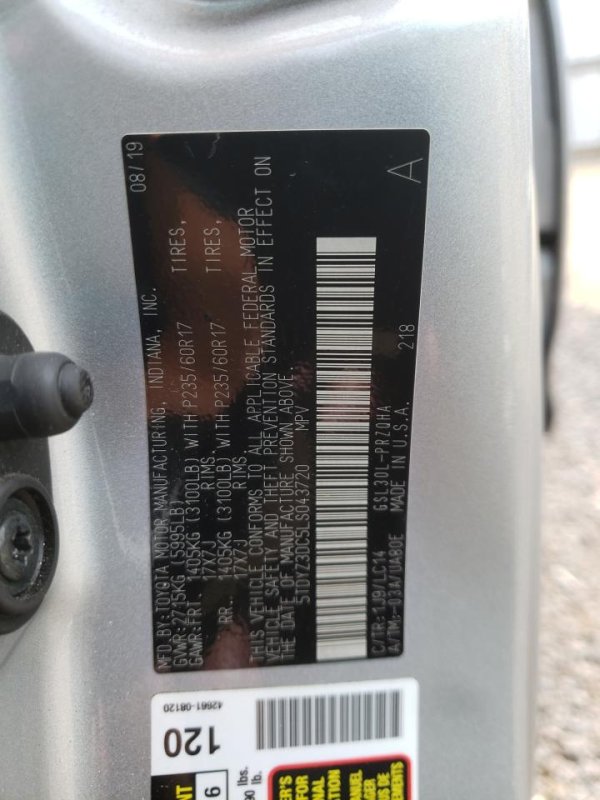 MFD.BY:TOYOTA MOTOR MANUFACTURING, INDIANA, INC. 08/19
GVWR:2715KG (5995LB)
GAWR:FRT. 1405KG (3100LB) WITH P235/60R17 TIRES,
17X7J RIMS,
RR. 1405KG (3100LB) WITH P235/60R17 TIRES,
17X7J RIMS.
THIS VEHICLE CONFORMS TO ALL APPLICABLE FEDERAL MOTOR
VEHICLE SAFETY AND THEFT PREVENTION STANDARDS IN EFFECT ON
THE DATE OF MANUFACTURE SHOWN ABOVE.
5TDYZ3DC5LS043720 MPV
218
C/TR:1J9/LC14 GSL30L-PRZQHA A
A/TM:-03A/UA80E MADE IN U.S.A.
42661-08120
120